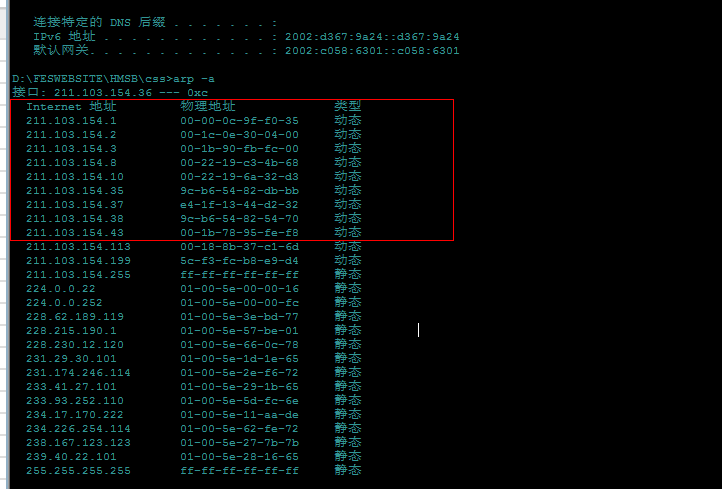 连接特定的 DNS 后缀 . . . . . . . :
IPv6 地址 . . . . . . . . . . . . : 2002:d367:9a24::d367:9a24
默认网关. . . . . . . . . . . . . : 2002:c058:6301::c058:6301
D:\FESWEBSITE\HMSB\css>arp -a
接口: 211.103.154.36 --- 0xc
Internet 地址 物理地址 类型
211.103.154.1 00-00-0c-9f-f0-35 动态
211.103.154.2 00-1c-0e-30-04-00 动态
211.103.154.3 00-1b-90-fb-fc-00 动态
211.103.154.8 00-22-19-c3-4b-68 动态
211.103.154.10 00-22-19-6a-32-d3 动态
211.103.154.35 9c-b6-54-82-db-bb 动态
211.103.154.37 e4-1f-13-44-d2-32 动态
211.103.154.38 9c-b6-54-82-54-70 动态
211.103.154.43 00-1b-78-95-fe-f8 动态
211.103.154.113 00-18-8b-37-c1-6d 动态
211.103.154.199 5c-f3-fc-b8-e9-d4 动态
211.103.154.255 ff-ff-ff-ff-ff-ff 静态
224.0.0.22 01-00-5e-00-00-16 静态
224.0.0.252 01-00-5e-00-00-fc 静态
228.62.189.119 01-00-5e-3e-bd-77 静态
228.215.190.1 01-00-5e-57-be-01 静态
228.230.12.120 01-00-5e-66-0c-78 静态
231.29.30.101 01-00-5e-1d-1e-65 静态
231.174.246.114 01-00-5e-2e-f6-72 静态
233.41.27.101 01-00-5e-29-1b-65 静态
233.93.252.110 01-00-5e-5d-fc-6e 静态
234.17.170.222 01-00-5e-11-aa-de 静态
234.226.254.114 01-00-5e-62-fe-72 静态
238.167.123.123 01-00-5e-27-7b-7b 静态
239.40.22.101 01-00-5e-28-16-65 静态
255.255.255.255 ff-ff-ff-ff-ff-ff 静态